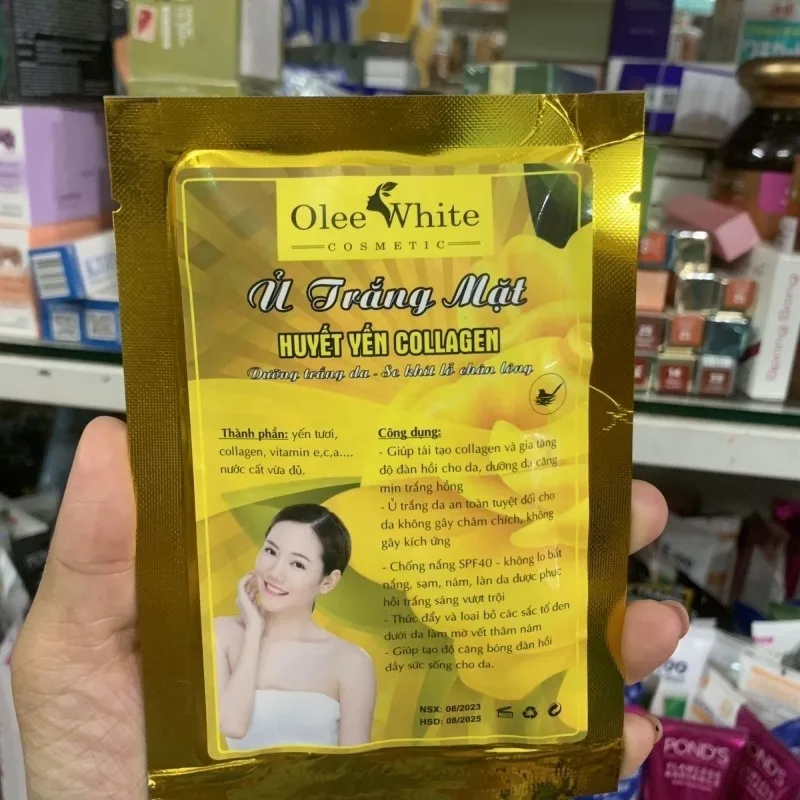 Olee White
COSMETIC
Ủ Trắng Mặt
HUYẾT YẾN COLLAGEN
Dưỡng trắng da - Se khít lỗ chân lông
Thành phần: yến tươi,
collagen, vitamin e,c,a....
nước cất vừa dủ.
Công dụng:
- Giúp tái tạo collagen và gia tăng
độ đàn hồi cho da, dưỡng da căng
mịn trắng hồng
- Ủ trắng da an toàn tuyệt đối cho
da không gây châm chích, không
gây kích ứng
- Chống nắng SPF40 - không lo bắt
nắng, sạm, nám, làn da được phục
hồi trắng sáng vượt trội
- Thúc đẩy và loại bỏ các sắc tố đen
dưới da làm mờ vết thâm nám
- Giúp tạo độ căng bóng đàn hồi
đầy sức sống cho da.
NSX: 08/2023
HSD: 08/2025
POND'S
POND'S